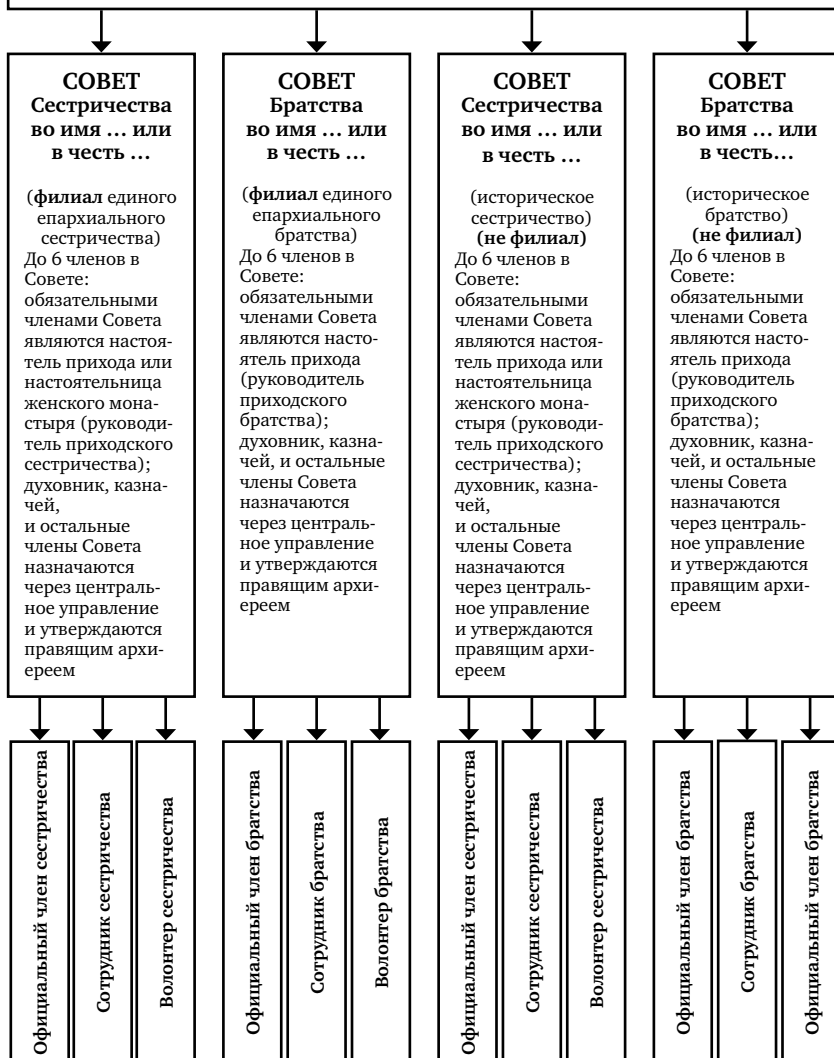 СОВЕТ
Сестричества
во имя … или
в честь …
(филиал единого
епархиального
сестричества)
До 6 членов в
Совете:
обязательными
членами Совета
являются настоя-
тель прихода или
настоятельница
женского мона-
стыря (руководи-
тель приходского
сестричества);
духовник, казна-
чей,
и остальные
члены Совета
назначаются
через централь-
ное управление
и утверждаются
правящим архи-
ереем
СОВЕТ
Братства
во имя … или
в честь …
(филиал единого
епархиального
братства)
До 6 членов в
Совете:
обязательными
членами Совета
являются насто-
ятель прихода
(руководитель
приходского
братства);
духовник, казна-
чей, и остальные
члены Совета
назначаются
через централь-
ное управление
и утверждаются
правящим архи-
ереем
СОВЕТ
Сестричества
во имя … или
в честь …
(историческое
сестричество)
(не филиал)
До 6 членов в
Совете:
обязательными
членами Совета
являются настоя-
тель прихода или
настоятельница
женского мона-
стыря (руководи-
тель приходского
сестричества);
духовник, казна-
чей,
и остальные
члены Совета
назначаются
через централь-
ное управление
и утверждаются
правящим архи-
ереем
СОВЕТ
Братства
во имя … или
в честь…
(историческое
братство)
(не филиал)
До 6 членов в
Совете:
обязательными
членами Совета
являются насто-
ятель прихода
(руководитель
приходского
братства);
духовник, казна-
чей, и остальные
члены Совета
назначаются
через централь-
ное управление
и утверждаются
правящим архи-
ереем
Официальный член сестричества
Сотрудник сестричества
Волонтер сестричества
Официальный член братства
Сотрудник братства
Волонтер братства
Официальный член сестричества
Сотрудник сестричества
Волонтер сестричества
Официальный член братства
Сотрудник братства
Официальный член братства